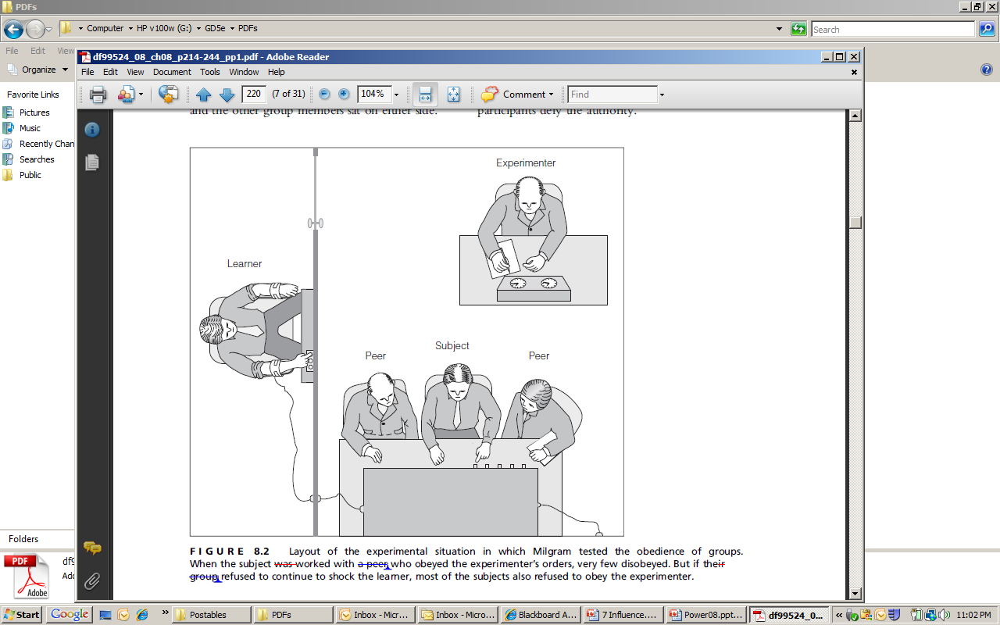 PDFs
Computer HP v100w (G:) GD5e PDFs
Search
File Edit View
Organize
Favorite Links
Pictures
Music
Recently Chan
Searches
Public
Folders
PDF
Adobe
df9
Ado
df99524_08_ch08_p214-244_pp1.pdf - Adobe Reader
File Edit View Document Tools Window Help
220 (7 of 31) 104% Comment Find
and the other group members sat on either side.
participants defy the authority.
Experimenter
Learner
Subject
Peer
Peer
FIGURE 8.2 Layout of the experimental situation in which Milgram tested the obedience of groups.
When the subject was worked with a peer who obeyed the experimenter's orders, very few disobeyed. But if their
group refused to continue to shock the learner, most of the subjects also refused to obey the experimenter.
Start Google » Postables PDFs Inbox - Micr... Inbox - Micro... Blackboard A... 7 Influence.... Power08.ppt... df99524_0... « 11:02 PM